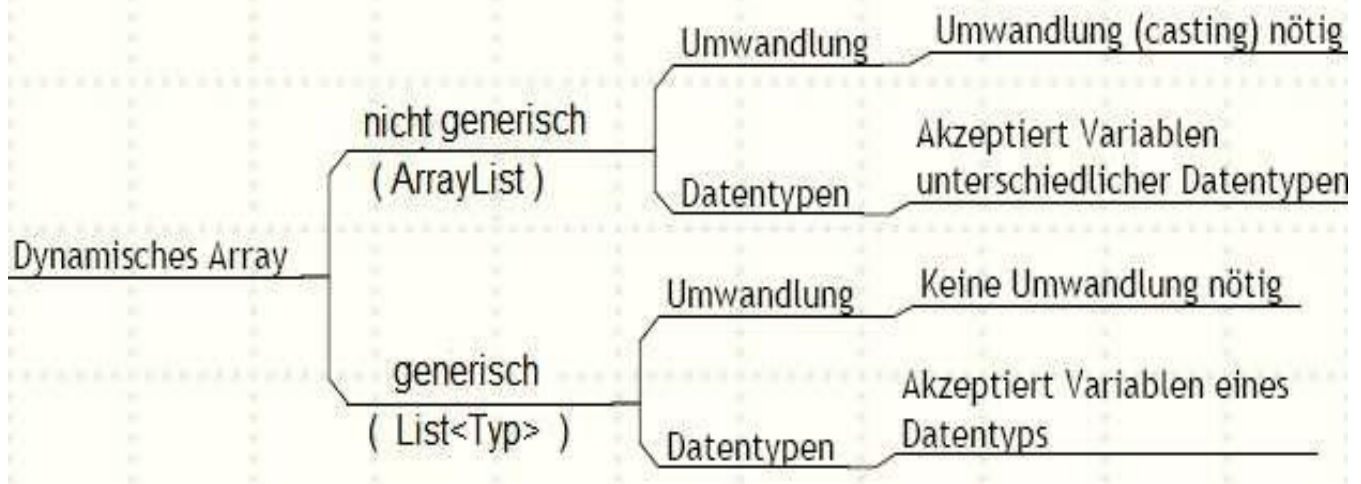 Dynamisches Array
nicht generisch
( ArrayList )
Umwandlung
Umwandlung (casting) nötig
Datentypen
Akzeptiert Variablen
unterschiedlicher Datentypen
generisch
( List<Typ> )
Umwandlung
Keine Umwandlung nötig
Datentypen
Akzeptiert Variablen eines
Datentyps